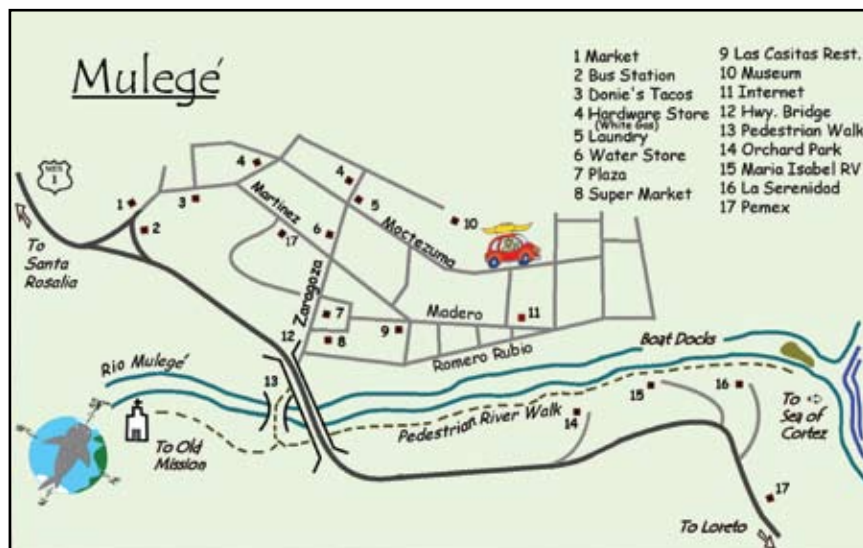 Mulegé
1 Market
2 Bus Station
3 Donie's Tacos
4 Hardware Store
(White Gas)
5 Laundry
6 Water Store
7 Plaza
8 Super Market
9 Las Casitas Rest.
10 Museum
11 Internet
12 Hwy. Bridge
13 Pedestrian Walk
14 Orchard Park
15 Maria Isabel RV
16 La Serenidad
17 Pemex
1
To
Santa
Rosalia
1
2
3
4
4
5
6
10
17
Martinez
Moctezuma
Zaragoza
7
8
9
11
Madero
Romero Rubio
12
13
Rio Mulegé
Boat Docks
To Old
Mission
Pedestrian River Walk
14
15
16
To
Sea of
Cortez
17
To Loreto